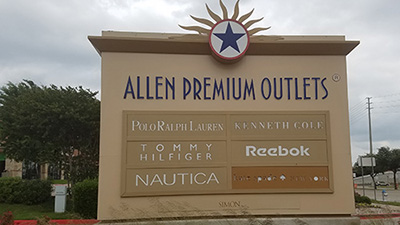 ALLEN PREMIUM OUTLETS ®
POLO RALPH LAUREN
KENNETH COLE
TOMMY
HILFIGER
Reebok
NAUTICA
SIMON